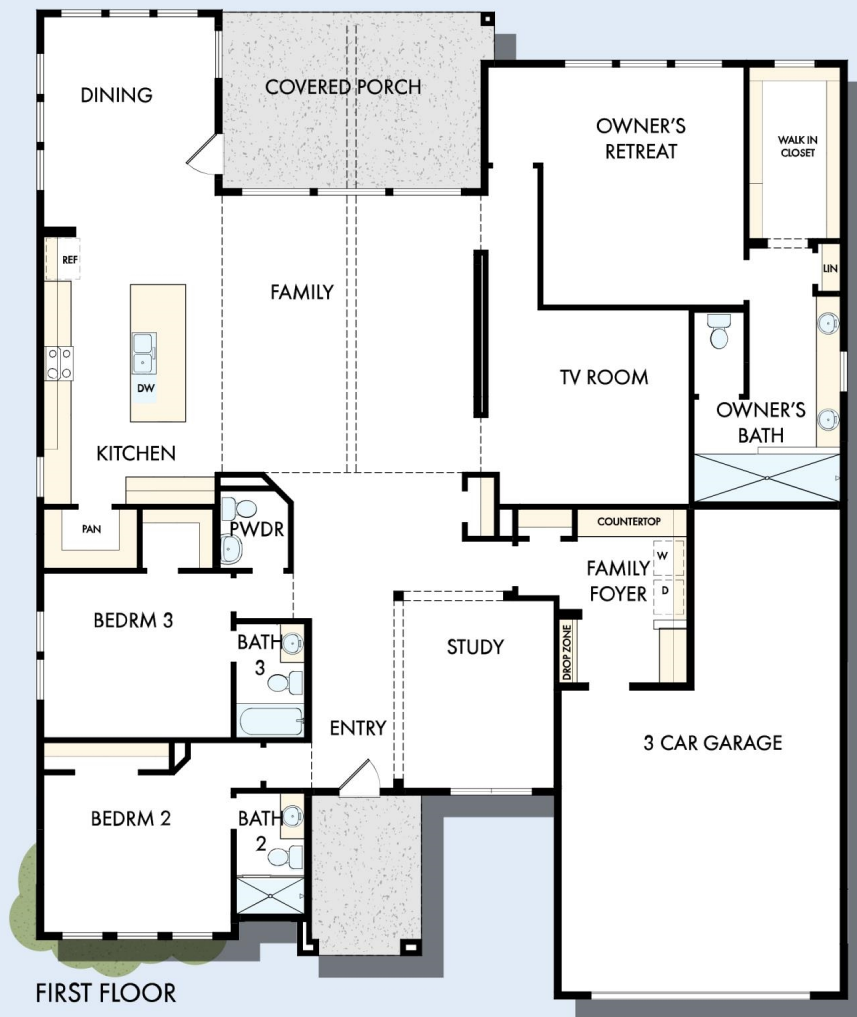 DINING
COVERED PORCH
OWNER'S
RETREAT
WALK IN
CLOSET
REF
FAMILY
LIN
DW
TV ROOM
OWNER'S
BATH
KITCHEN
PAN
PWDR
COUNTERTOP
W
D
FAMILY
FOYER
BEDRM 3
BATH
3
STUDY
DROP ZONE
ENTRY
3 CAR GARAGE
BEDRM 2
BATH
2
FIRST FLOOR